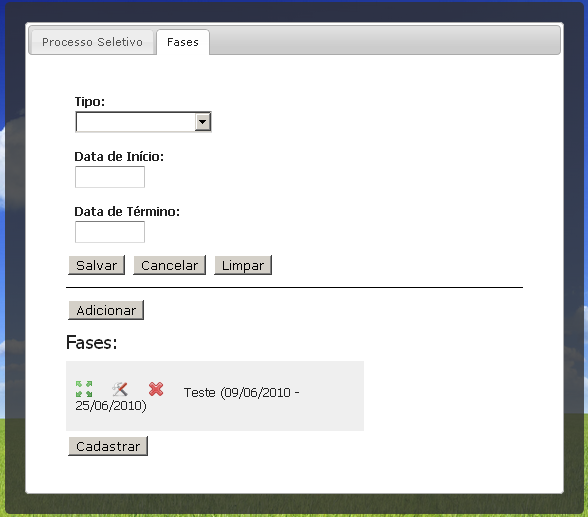 Processo Seletivo Fases
Tipo:
Data de Início:
Data de Término:
Salvar Cancelar Limpar
Adicionar
Fases:
Teste (09/06/2010 -
25/06/2010)
Cadastrar